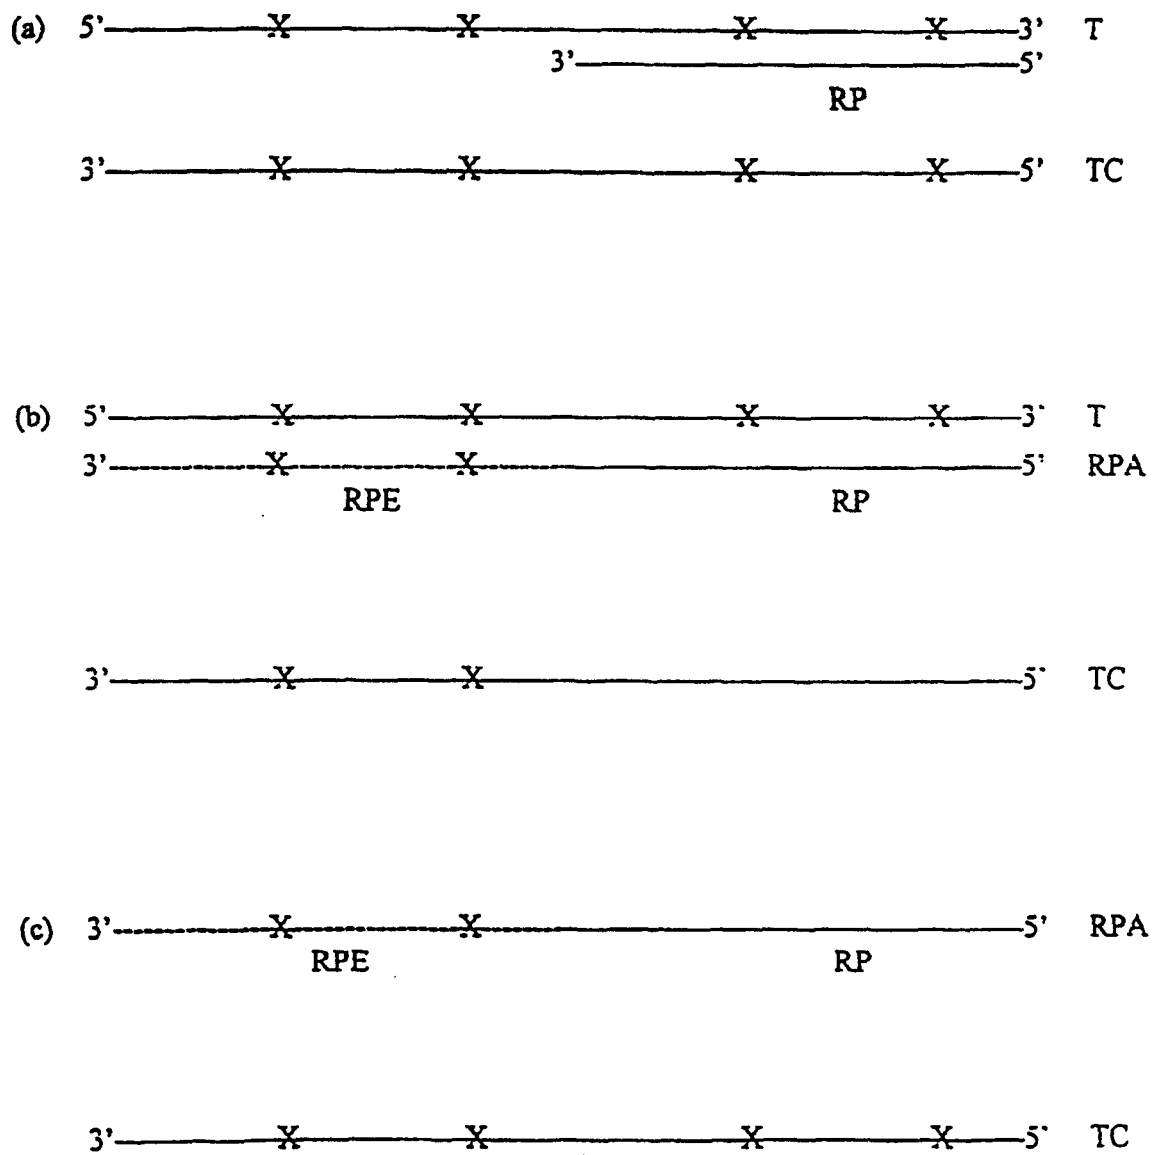 (a) 5' X X X X 3' T
3' 5'
RP
3' X X X X 5' TC
(b) 5' X X X X 3' T
3' X X 5' RPA
RPE RP
3' X X 5' TC
(c) 3' X X 5' RPA
RPE RP
3' X X X X 5' TC